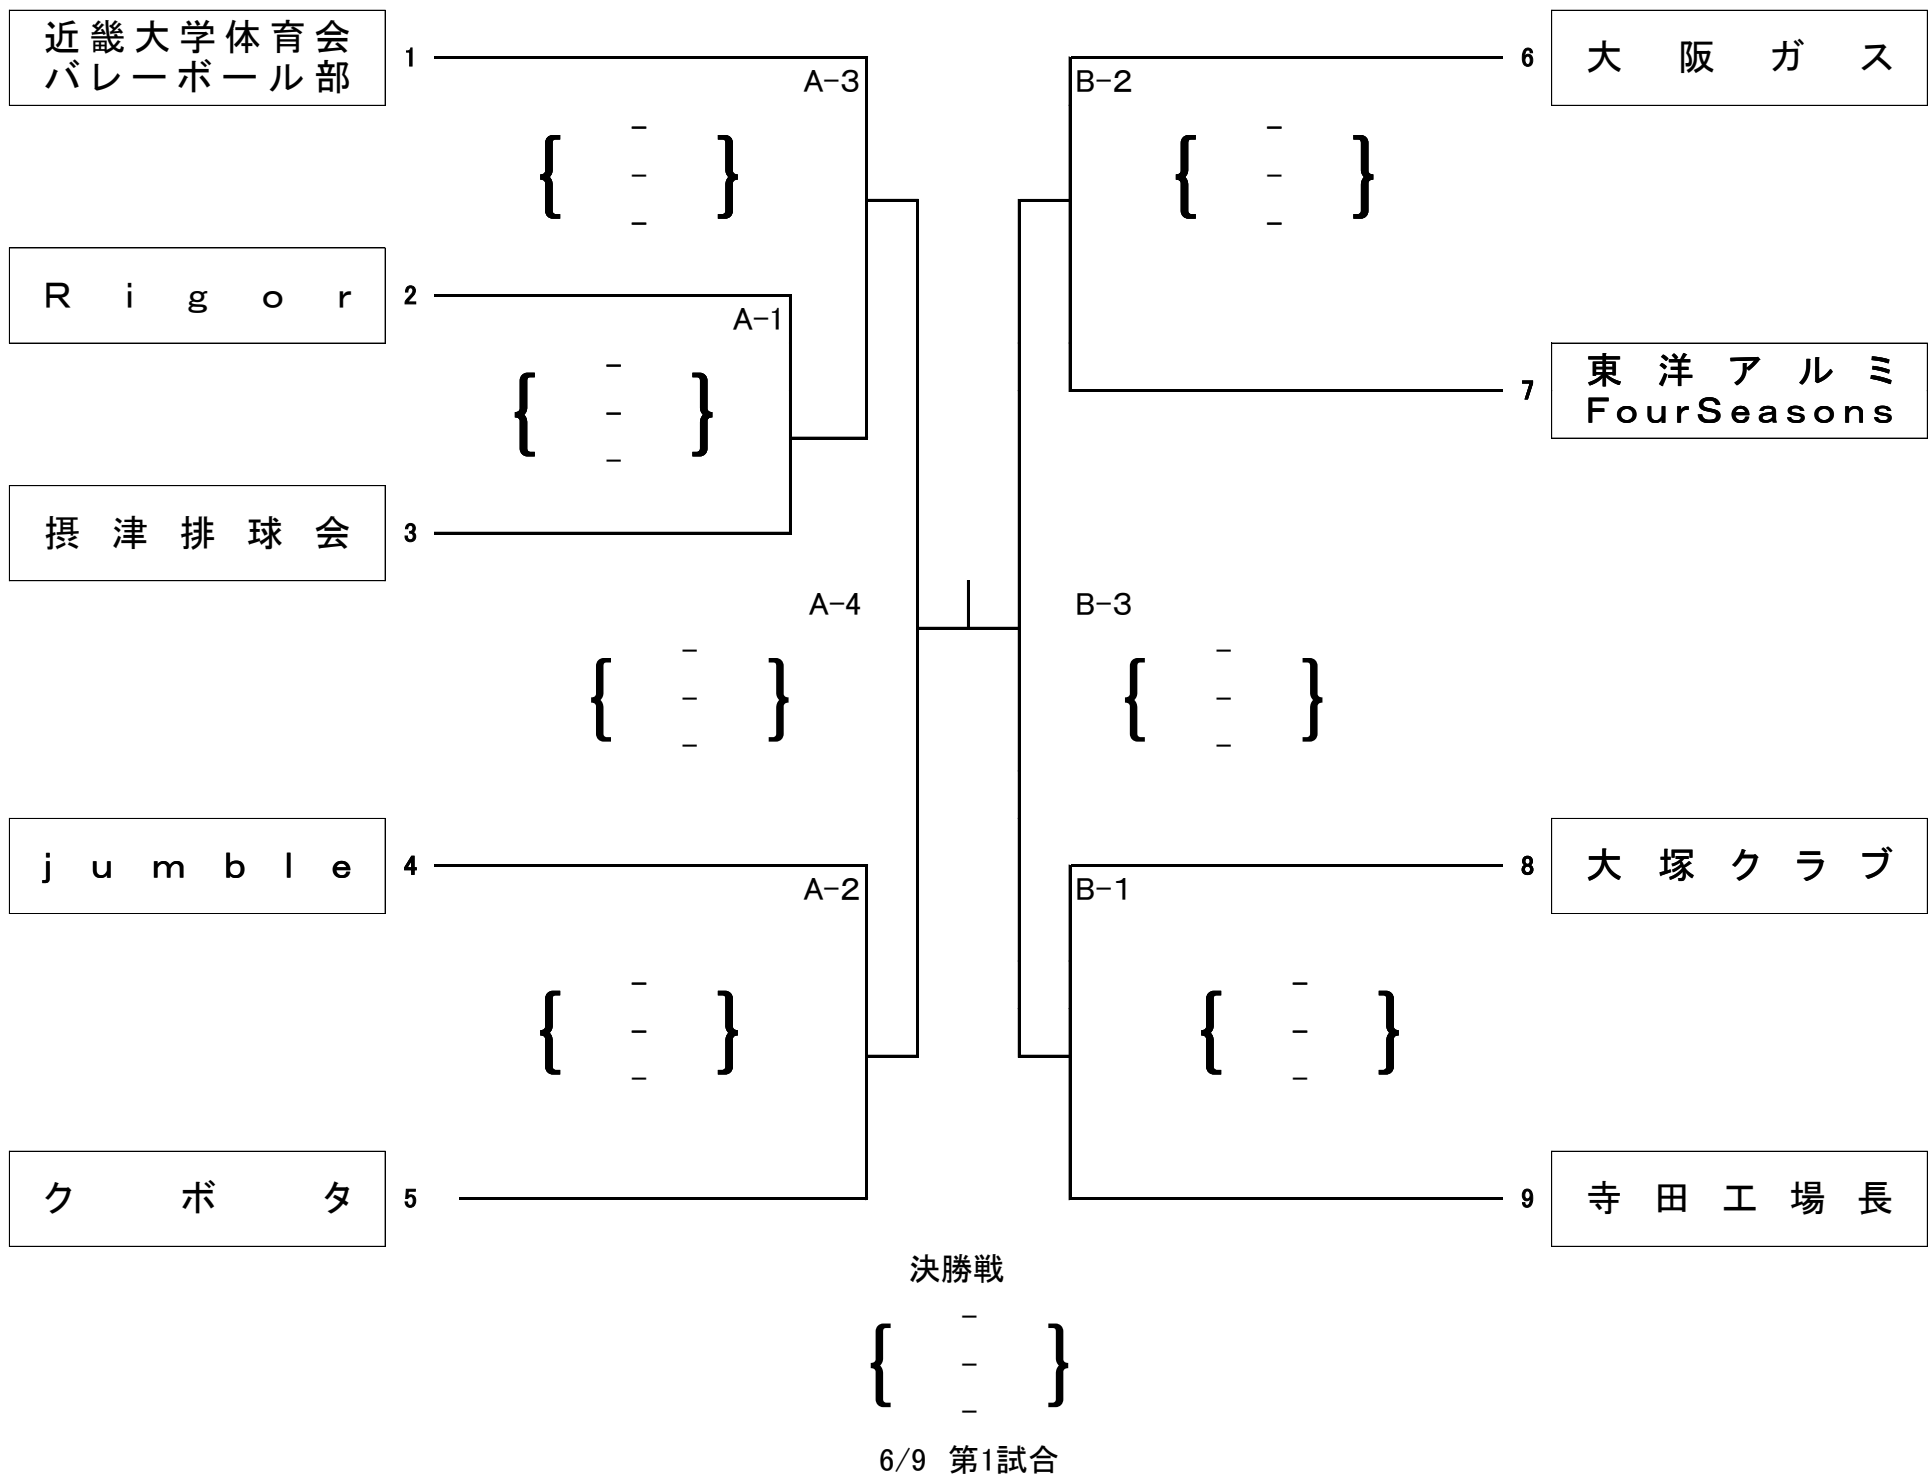 近畿大学体育会
バレーボール部
1
A-3
{ - - - }
Rigor
2
A-1
{ - - - }
摂津排球会
3
A-4
{ - - - }
jumble
4
A-2
{ - - - }
クボタ
5
6
大阪ガス
B-2
{ - - - }
7
東洋アルミ
FourSeasons
B-3
{ - - - }
8
大塚クラブ
B-1
{ - - - }
9
寺田工場長
決勝戦
{ - - - }
6/9 第1試合